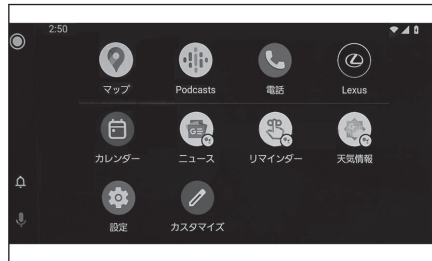 2:50
マップ Podcasts 電話 Lexus
カレンダー ニュース リマインダー 天気情報
設定 カスタマイズ